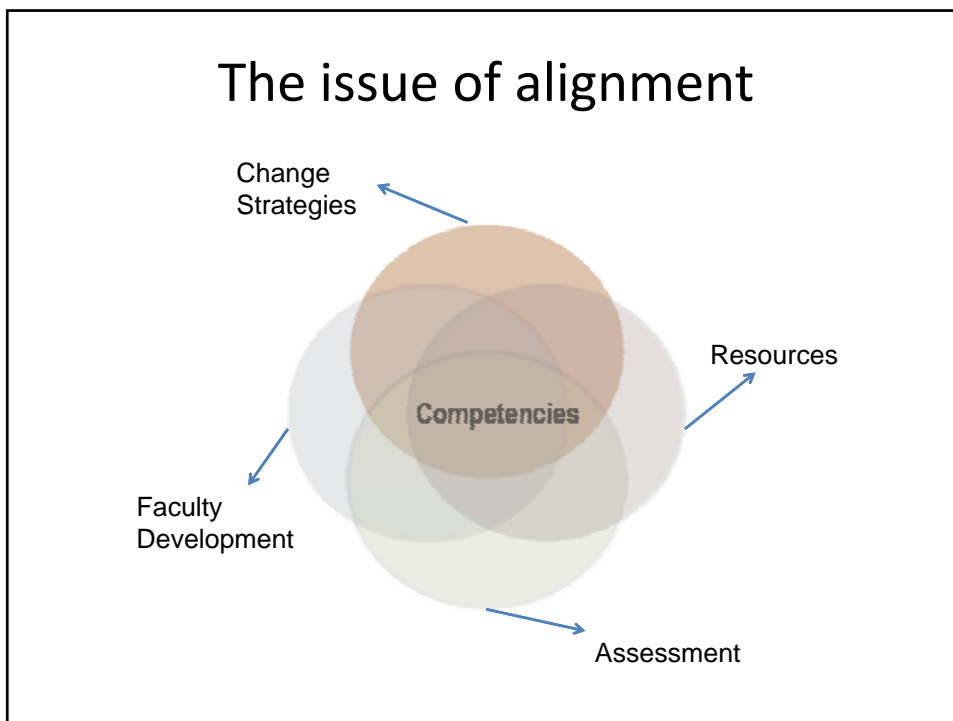 The issue of alignment
Change
Strategies
Resources
Competencies
Faculty
Development
Assessment